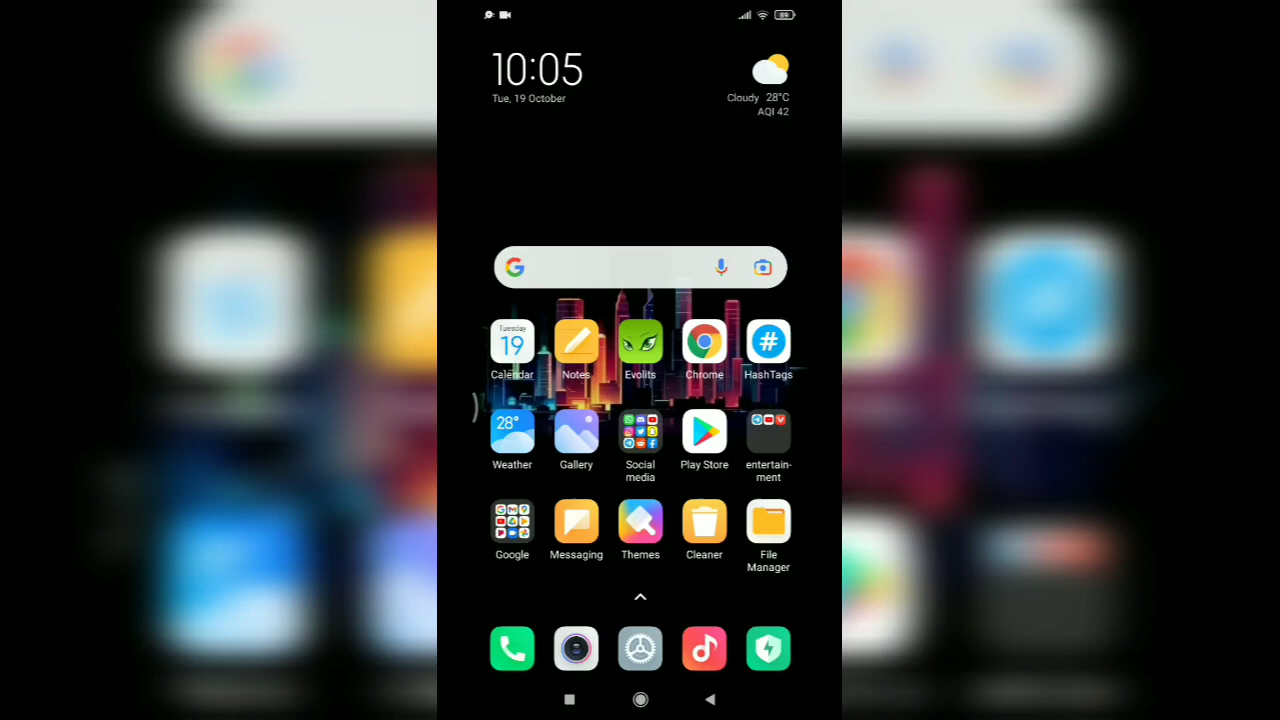 89
10:05
Tue, 19 October
Cloudy 28°C
AQI 42
Tuesday
19
#
Calendar Notes Evolits Chrome HashTags
28°
Weather Gallery Social media Play Store entertain-ment
Google Messaging Themes Cleaner File Manager